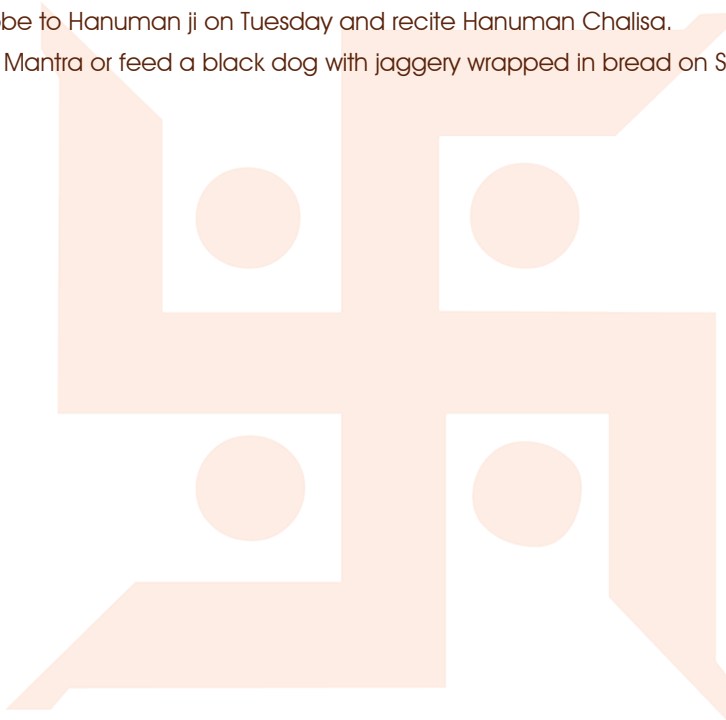 to Hanuman ji on Tuesday and recite Hanuman Chalisa.
Mantra or feed a black dog with jaggery wrapped in bread on